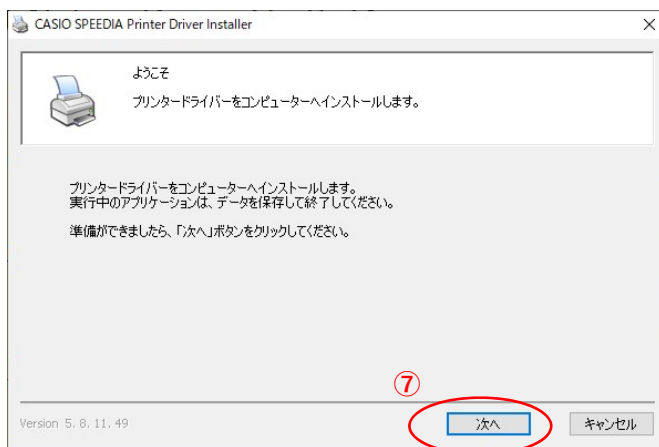 CASIO SPEEDIA Printer Driver Installer
ようこそ
プリンタードライバーをコンピューターへインストールします。
プリンタードライバーをコンピューターへインストールします。
実行中のアプリケーションは、データを保存して終了してください。
準備ができましたら、「次へ」ボタンをクリックしてください。
⑦
Version 5. 8. 11. 49
次へ
キャンセル